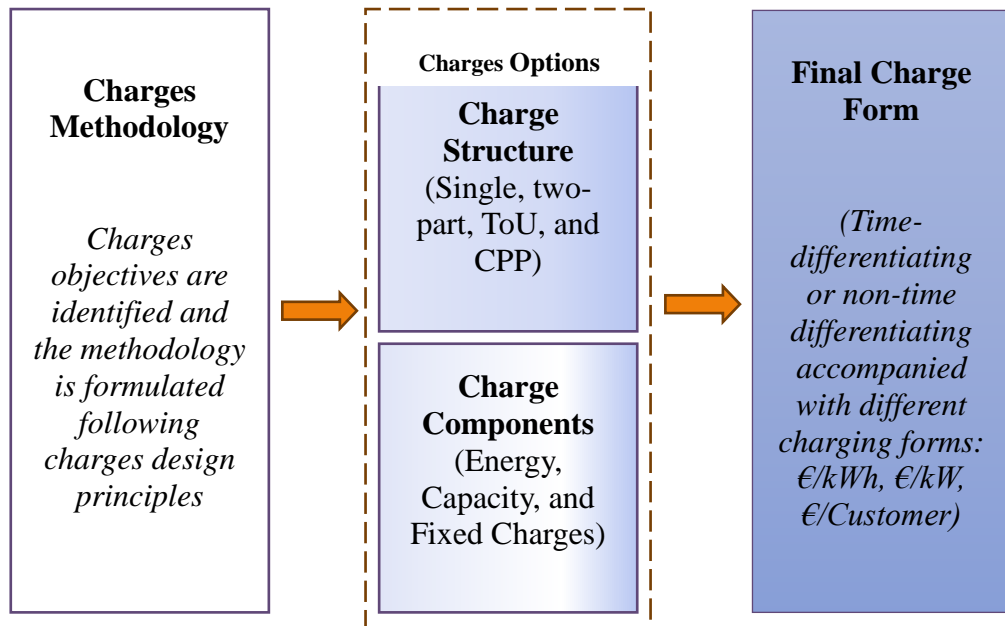 Charges
Methodology
Charges
objectives are
identified and
the methodology
is formulated
following
charges design
principles
Charges Options
Charge
Structure
(Single, two-
part, ToU, and
CPP)
Charge
Components
(Energy,
Capacity, and
Fixed Charges)
Final Charge
Form
(Time-
differentiating
or non-time
differentiating
accompanied
with different
charging forms:
€/kWh, €/kW,
€/Customer)